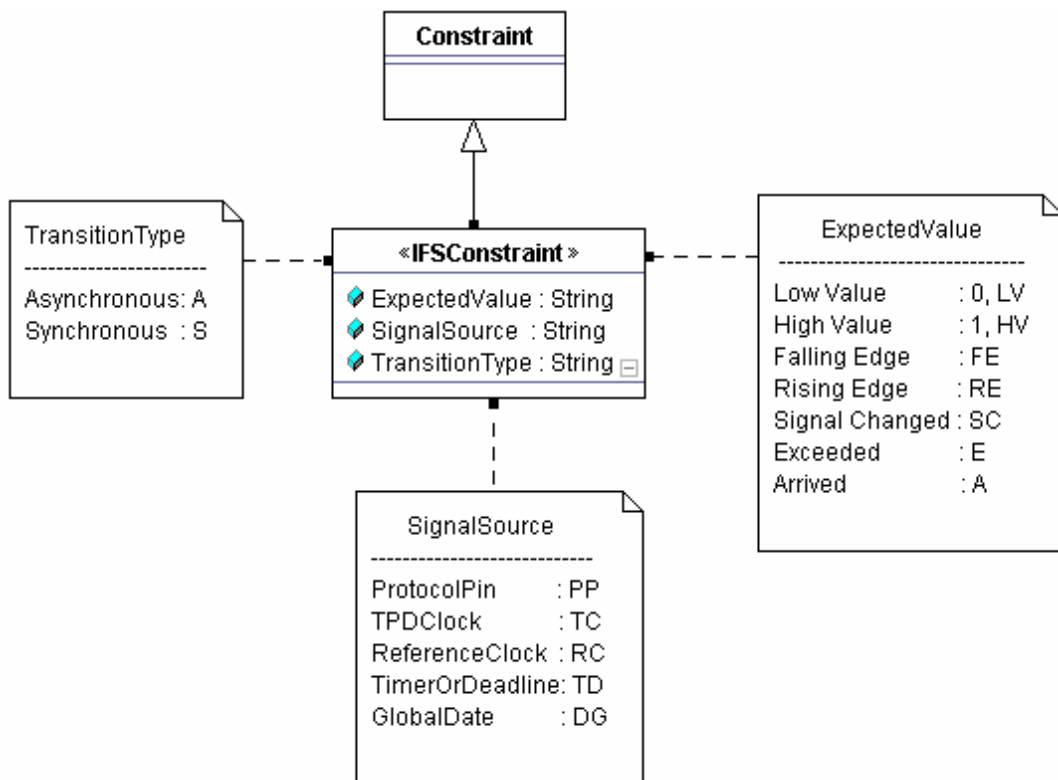 Constraint
TransitionType
-----------------------
Asynchronous: A
Synchronous : S
«IFSConstraint »
ExpectedValue : String
SignalSource : String
TransitionType : String
ExpectedValue
-------------------------------
Low Value : 0, LV
High Value : 1, HV
Falling Edge : FE
Rising Edge : RE
Signal Changed : SC
Exceeded : E
Arrived : A
SignalSource
----------------------------
ProtocolPin : PP
TPDClock : TC
ReferenceClock : RC
TimerOrDeadline: TD
GlobalDate : DG